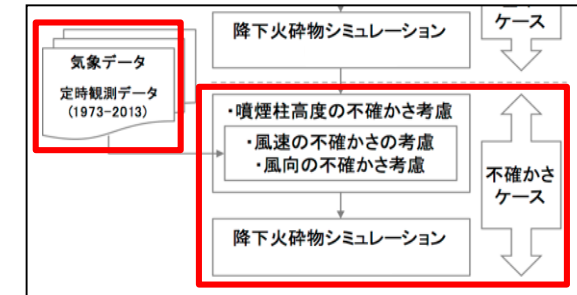 降下火砕物シミュレーション
ケース
気象データ
定時観測データ
(1973-2013)
・噴煙柱高度の不確かさ考慮
・風速の不確かさの考慮
・風向の不確かさ考慮
不確かさ
ケース
降下火砕物シミュレーション